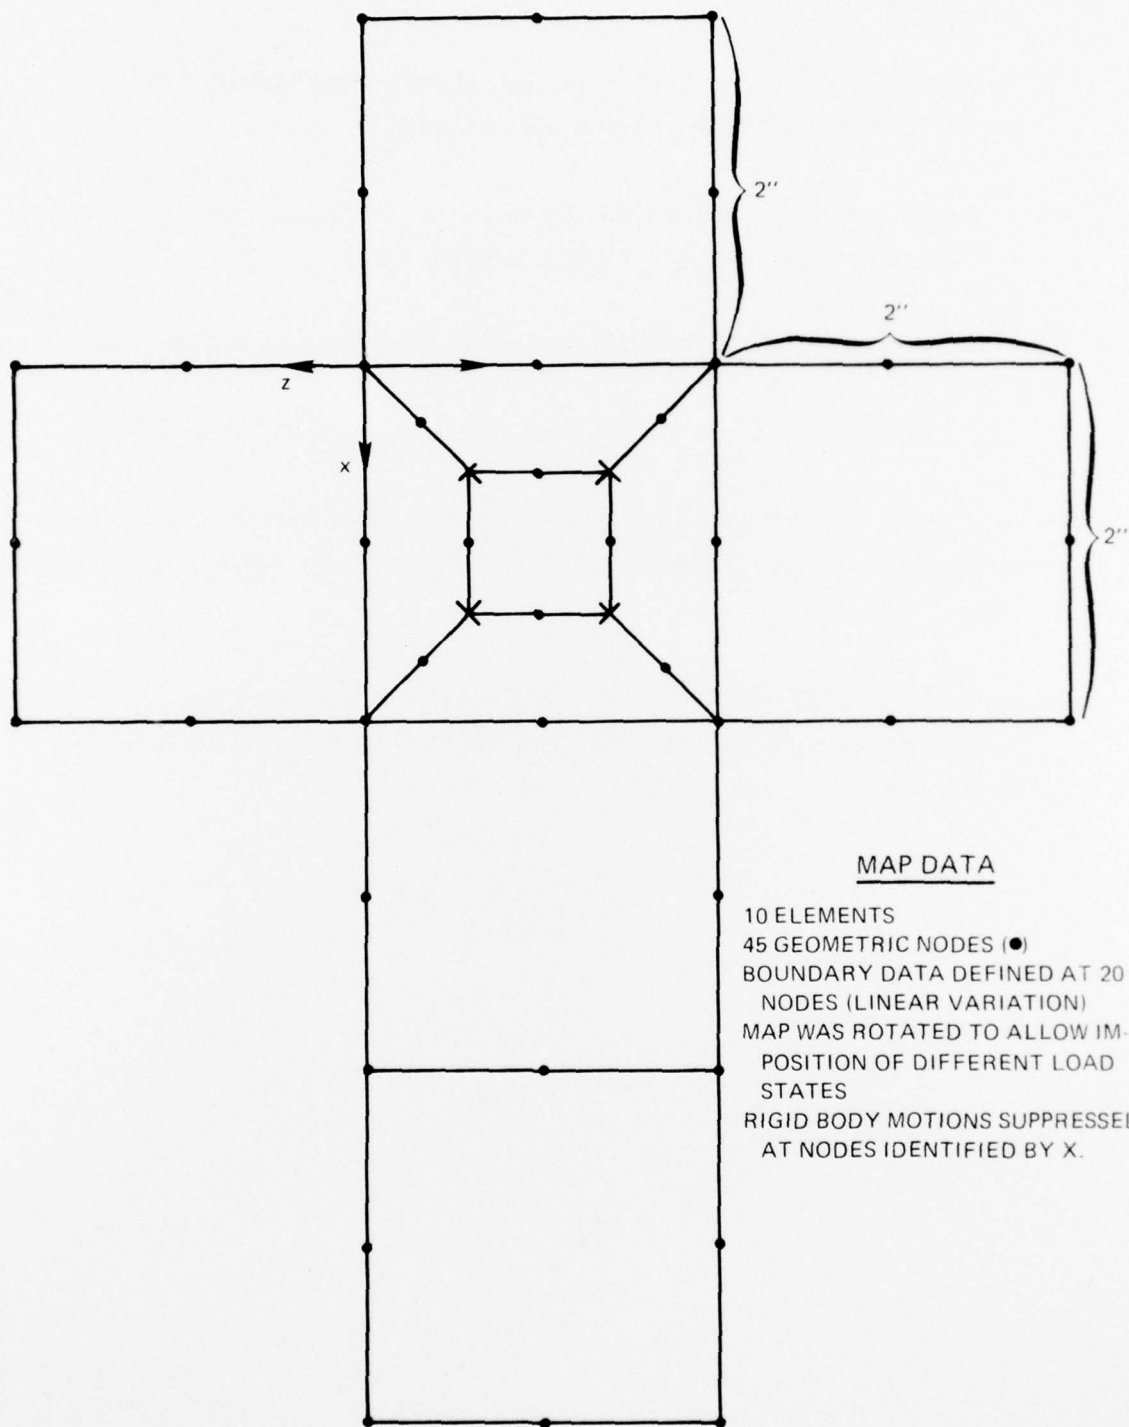 2''
2''
z
x
2''
MAP DATA
10 ELEMENTS
45 GEOMETRIC NODES (●)
BOUNDARY DATA DEFINED AT 20
NODES (LINEAR VARIATION)
MAP WAS ROTATED TO ALLOW IM-
POSITION OF DIFFERENT LOAD
STATES
RIGID BODY MOTIONS SUPPRESSED
AT NODES IDENTIFIED BY X.